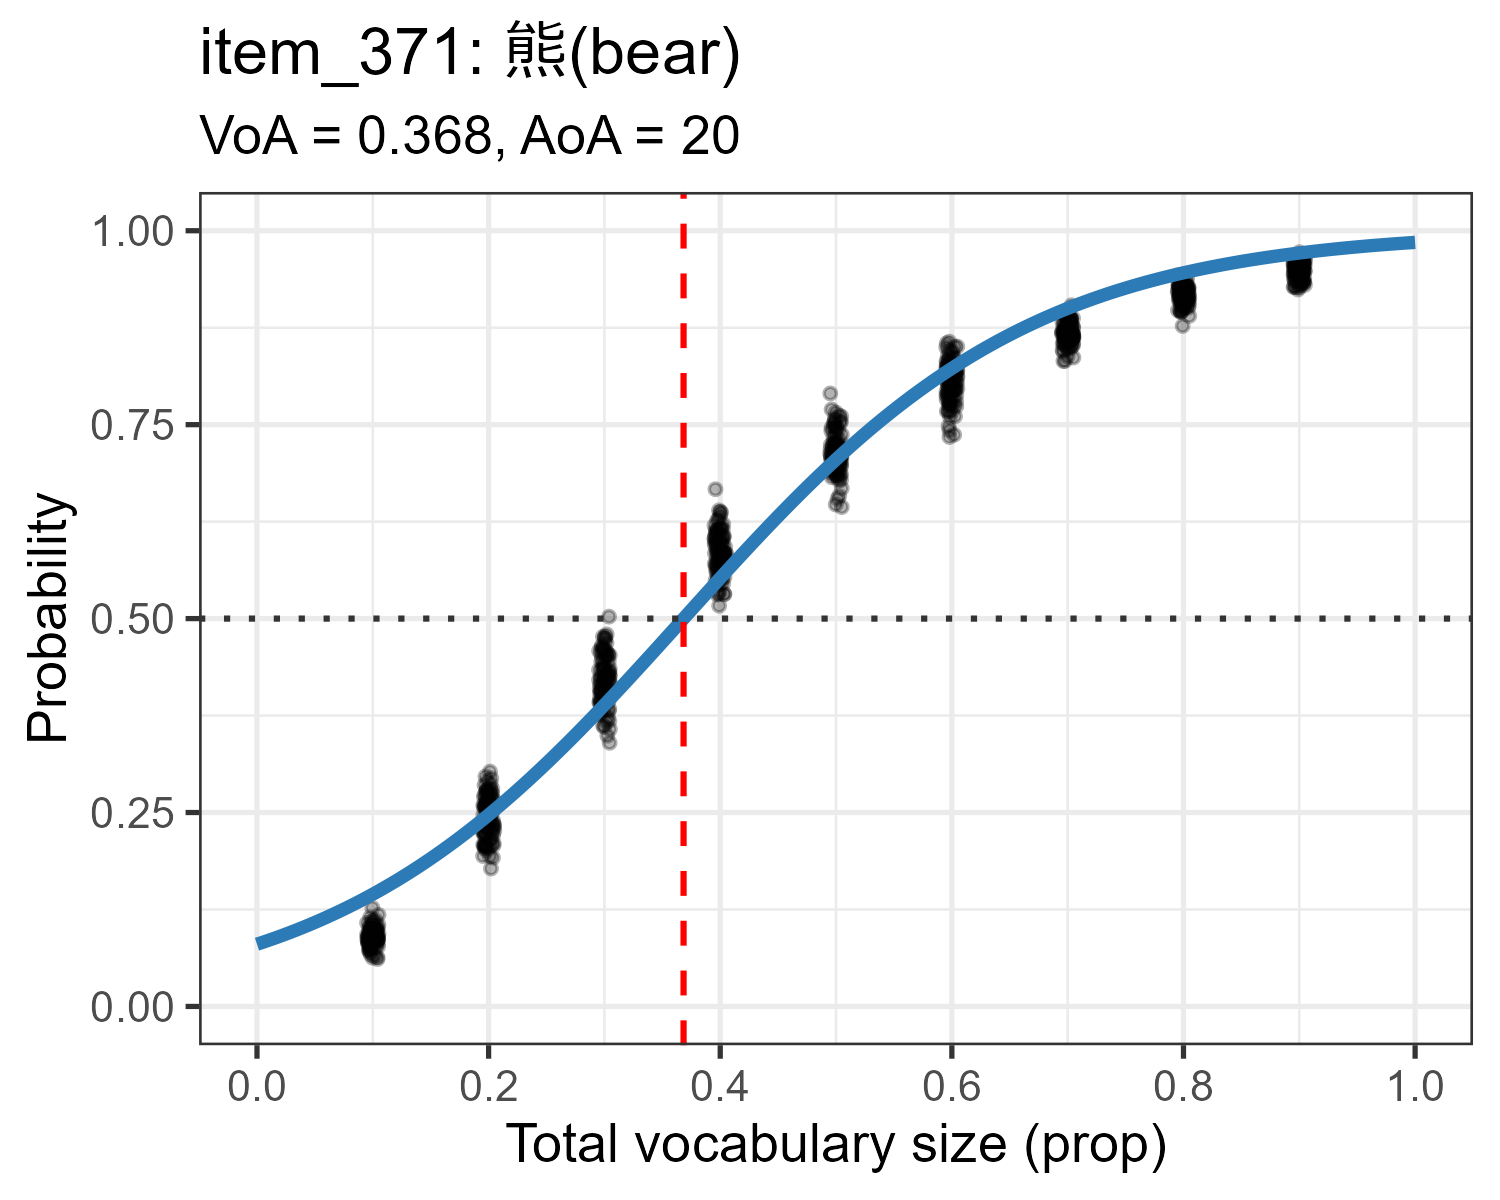 item_371: 熊(bear)
VoA = 0.368, AoA = 20
Probability
1.00
0.75
0.50
0.25
0.00
0.0 0.2 0.4 0.6 0.8 1.0
Total vocabulary size (prop)